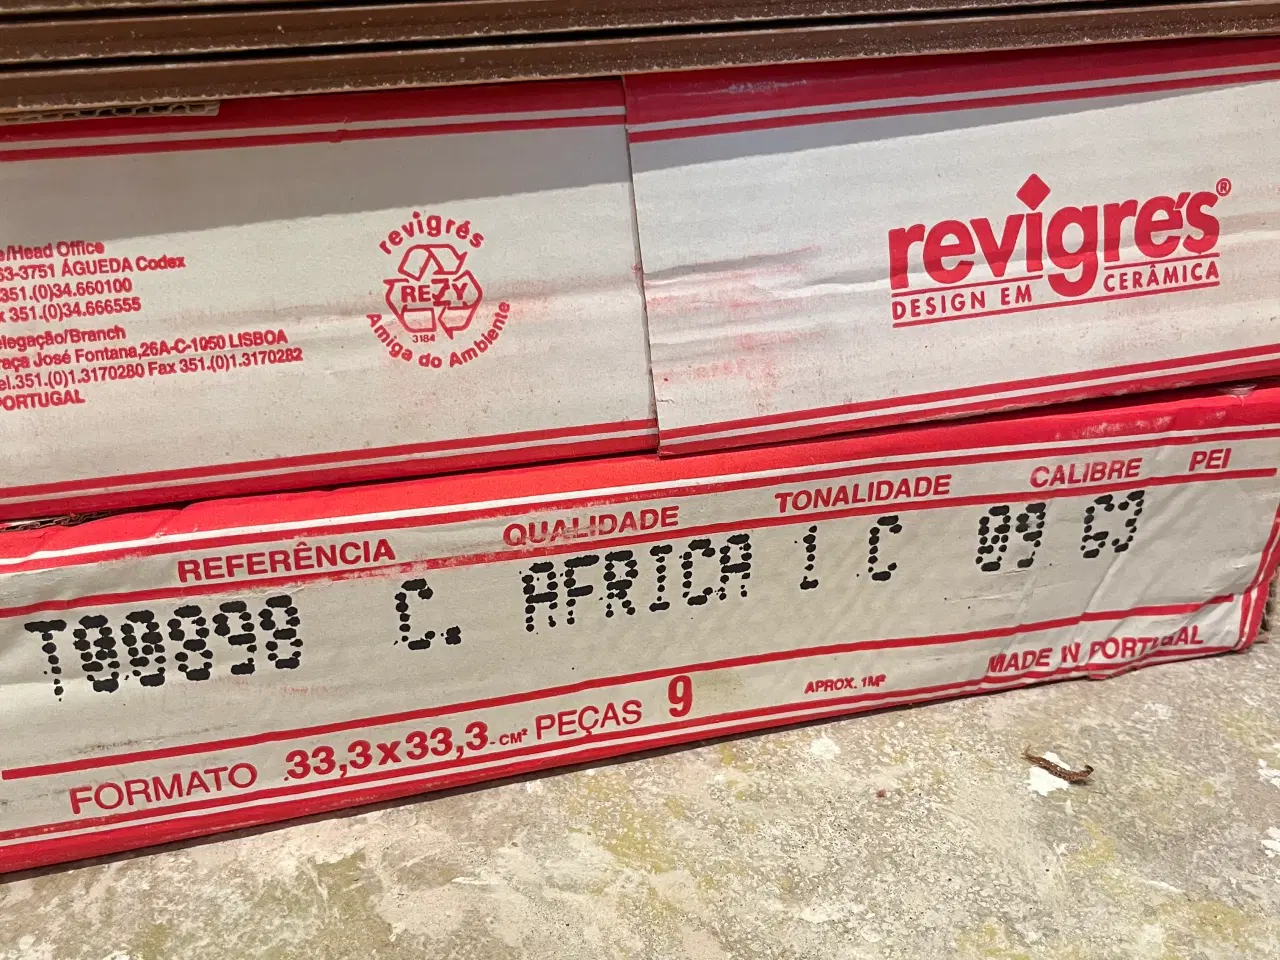 /Head Office
63-3751 ÁGUEDA Codex
351.(0)34.660100
x 351.(0)34.666555
elegação/Branch
raça José Fontana,26A-C-1050 LISBOA
el.351.(0)1.3170280 Fax 351.(0)1.3170282
PORTUGAL
revigrés
REZY
3184
Amiga do Ambiente
revigrés®
DESIGN EM CERÂMICA
REFERÊNCIA QUALIDADE TONALIDADE CALIBRE PEI
T00898 C. AFRICA 1 C 09 63
FORMATO 33,3x33,3-CM² PEÇAS 9 APROX. 1M² MADE IN PORTUGAL